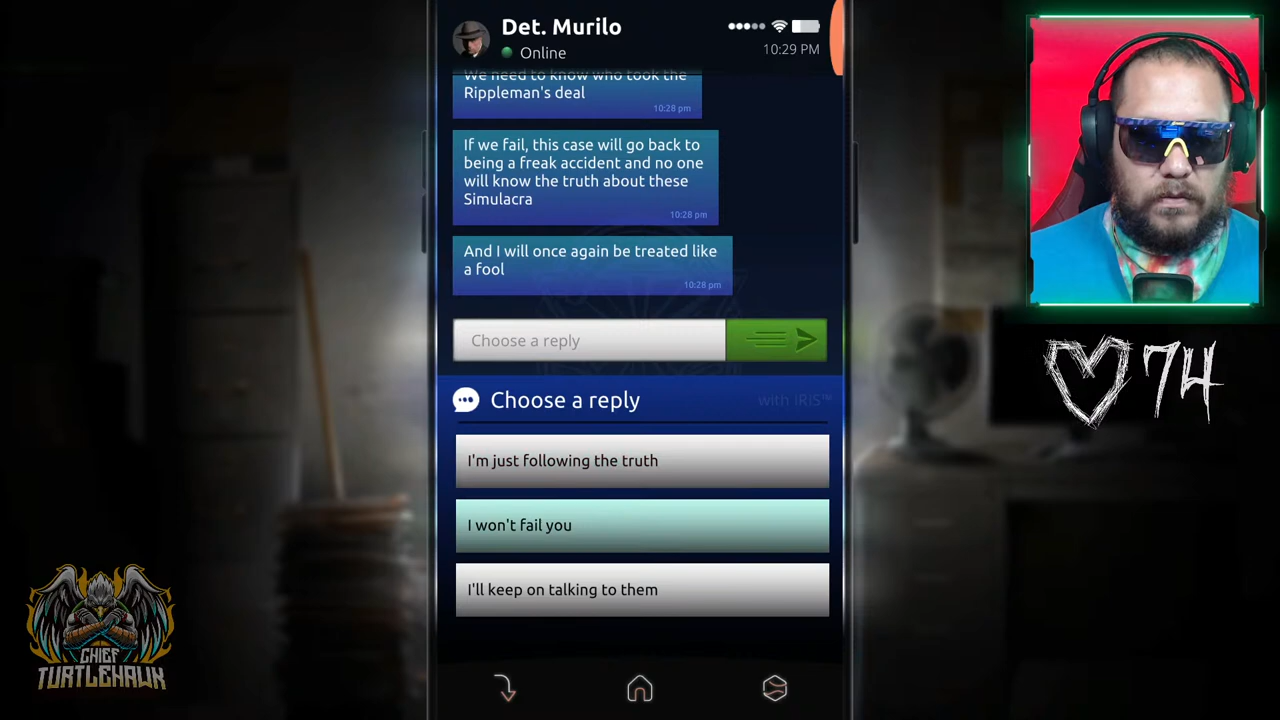 Det. Murilo
Online
10:29 PM
We need to know who took the
Rippleman's deal
10:28 pm
If we fail, this case will go back to
being a freak accident and no one
will know the truth about these
Simulacra
10:28 pm
And I will once again be treated like
a fool
10:28 pm
Choose a reply
Choose a reply
with IRIS™
I'm just following the truth
I won't fail you
I'll keep on talking to them
74
CHIEF
TURTLEHAWK